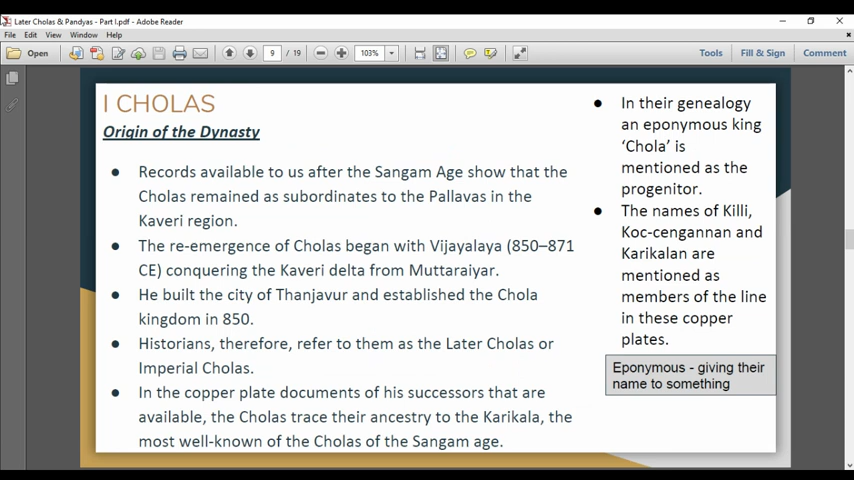 Later Cholas & Pandyas - Part I.pdf - Adobe Reader
File Edit View Window Help
Open
9 / 19
103%
Tools Fill & Sign Comment
I CHOLAS
Origin of the Dynasty
● Records available to us after the Sangam Age show that the
Cholas remained as subordinates to the Pallavas in the
Kaveri region.
● The re-emergence of Cholas began with Vijayalaya (850–871
CE) conquering the Kaveri delta from Muttaraiyar.
● He built the city of Thanjavur and established the Chola
kingdom in 850.
● Historians, therefore, refer to them as the Later Cholas or
Imperial Cholas.
● In the copper plate documents of his successors that are
available, the Cholas trace their ancestry to the Karikala, the
most well-known of the Cholas of the Sangam age.
● In their genealogy
an eponymous king
‘Chola’ is
mentioned as the
progenitor.
● The names of Killi,
Koc-cengannan and
Karikalan are
mentioned as
members of the line
in these copper
plates.
Eponymous - giving their
name to something